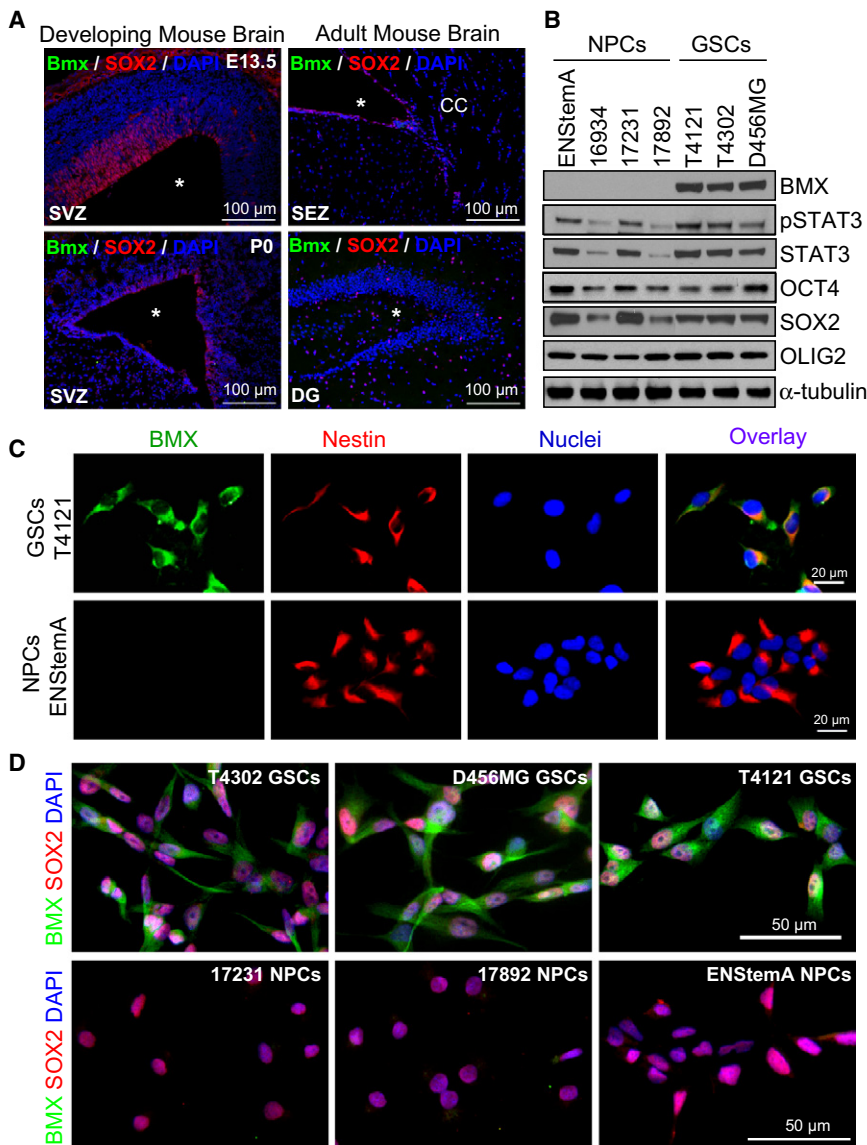 A
Developing Mouse Brain
Adult Mouse Brain
Bmx / SOX2 / DAPI E13.5
*
SVZ
100 µm
Bmx / SOX2 / DAPI
*
CC
SEZ
100 µm
Bmx / SOX2 / DAPI P0
*
SVZ
100 µm
Bmx / SOX2 / DAPI
*
DG
100 µm
B
NPCs
GSCs
ENStemA
16934
17231
17892
T4121
T4302
D456MG
BMX
pSTAT3
STAT3
OCT4
SOX2
OLIG2
α-tubulin
C
BMX
Nestin
Nuclei
Overlay
GSCs
T4121
20 µm
NPCs
ENStemA
20 µm
D
BMX SOX2 DAPI
T4302 GSCs
D456MG GSCs
T4121 GSCs
50 µm
BMX SOX2 DAPI
17231 NPCs
17892 NPCs
ENStemA NPCs
50 µm